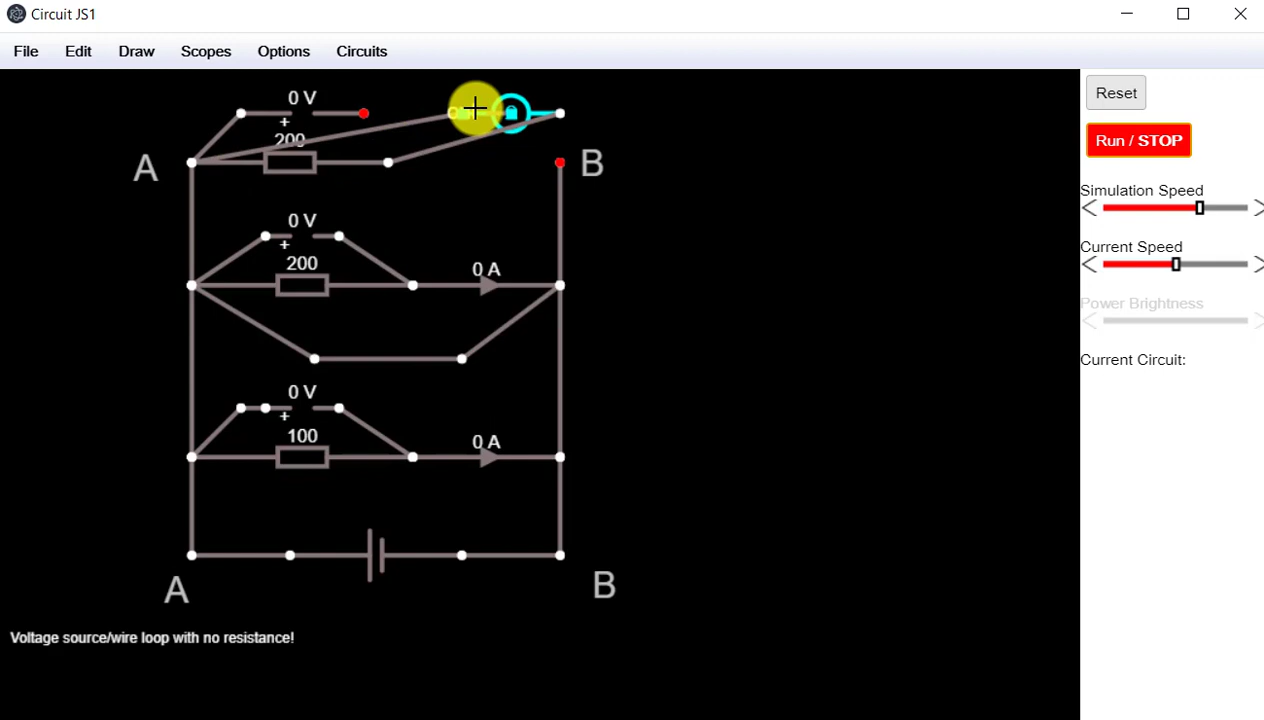 Circuit JS1
File Edit Draw Scopes Options Circuits
Reset
Run / STOP
Simulation Speed
Current Speed
Power Brightness
Current Circuit:
0 V
+
200
A
B
0 V
+
200
0 A
0 V
+
100
0 A
A
B
Voltage source/wire loop with no resistance!